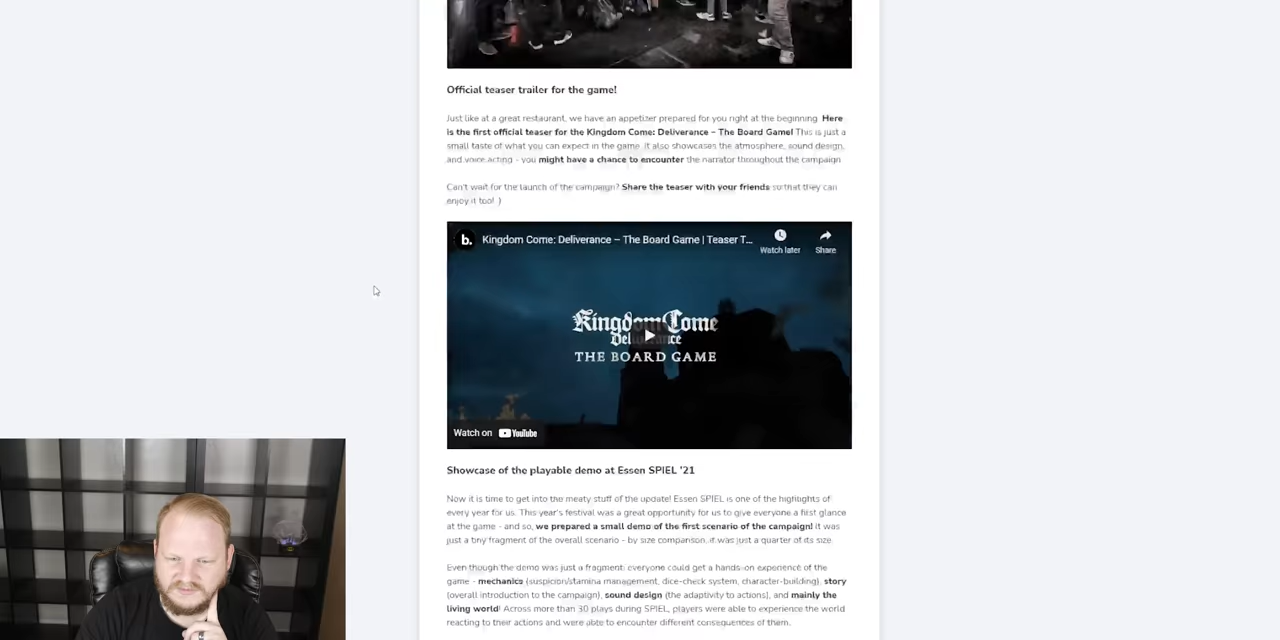 Official teaser trailer for the game!
Just like at a great restaurant, we have an appetizer prepared for you right at the beginning. Here
is the first official teaser for the Kingdom Come: Deliverance – The Board Game! This is just a
small taste of what you can expect in the game. It also showcases the atmosphere, sound design,
and voice acting - you might have a chance to encounter the narrator throughout the campaign
Can't wait for the launch of the campaign? Share the teaser with your friends so that they can
enjoy it too! )
b. Kingdom Come: Deliverance – The Board Game | Teaser T...
Watch later
Share
Kingdom Come
Deliverance
THE BOARD GAME
Watch on YouTube
Showcase of the playable demo at Essen SPIEL '21
Now it is time to get into the meaty stuff of the update! Essen SPIEL is one of the highlights of
every year for us. This year's festival was a great opportunity for us to give everyone a first glance
at the game - and so, we prepared a small demo of the first scenario of the campaign! It was
just a tiny fragment of the overall scenario - by size comparison, it was just a quarter of its size.
Even though the demo was just a fragment, everyone could get a hands-on experience of the
game - mechanics (suspicion/stamina management, dice-check system, character-building), story
(overall introduction to the campaign), sound design (the adaptivity to actions), and mainly the
living world! Across more than 30 plays during SPIEL, players were able to experience the world
reacting to their actions and were able to encounter different consequences of them.